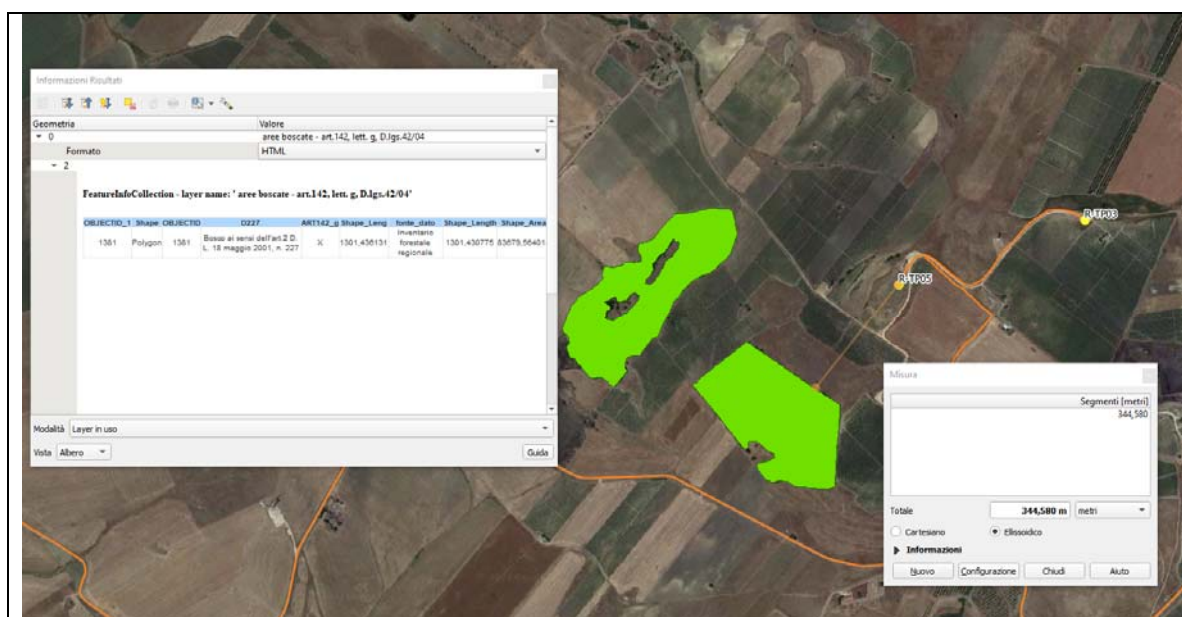 Informazioni Risultati
Geometria Valore
0 aree boscate - art.142, lett. g, D.lgs.42/04
Formato HTML
2
FeatureInfoCollection - layer name: ' aree boscate - art.142, lett. g, D.lgs.42/04'
OBJECTID_1 Shape OBJECTID D227 ART142_g Shape_Leng fonte_dato Shape_Length Shape_Area
1381 Polygon 1381 Bosco ai sensi dell'art.2 D. L. 18 maggio 2001, n. 227 X 1301,436131 inventario forestale regionale 1301,430775 83679,56401
Modalità Layer in uso
Vista Albero Guida
R-TP03
R-TP05
Misura
Segmenti [metri]
344,580
Totale 344,580 m metri
Cartesiano Elissoidico
Informazioni
Nuovo Configurazione Chiudi Aiuto